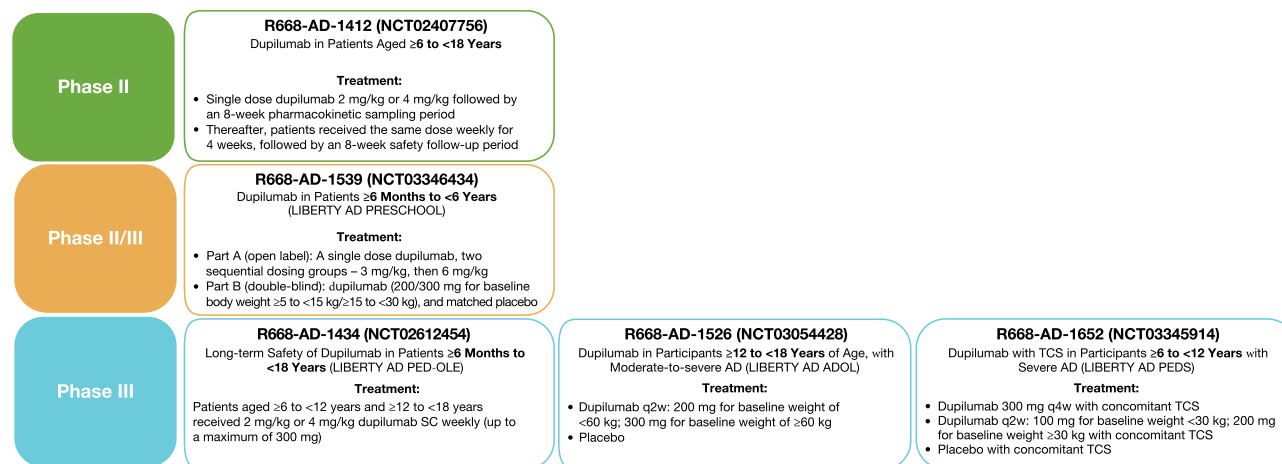 Phase II
R668-AD-1412 (NCT02407756)
Dupilumab in Patients Aged ≥6 to <18 Years
Treatment:
• Single dose dupilumab 2 mg/kg or 4 mg/kg followed by
an 8-week pharmacokinetic sampling period
• Thereafter, patients received the same dose weekly for
4 weeks, followed by an 8-week safety follow-up period
Phase II/III
R668-AD-1539 (NCT03346434)
Dupilumab in Patients ≥6 Months to <6 Years
(LIBERTY AD PRESCHOOL)
Treatment:
• Part A (open label): A single dose dupilumab, two
sequential dosing groups – 3 mg/kg, then 6 mg/kg
• Part B (double-blind): dupilumab (200/300 mg for baseline
body weight ≥5 to <15 kg/≥15 to <30 kg), and matched placebo
Phase III
R668-AD-1434 (NCT02612454)
Long-term Safety of Dupilumab in Patients ≥6 Months to
<18 Years (LIBERTY AD PED-OLE)
Treatment:
Patients aged ≥6 to <12 years and ≥12 to <18 years
received 2 mg/kg or 4 mg/kg dupilumab SC weekly (up to
a maximum of 300 mg)
R668-AD-1526 (NCT03054428)
Dupilumab in Participants ≥12 to <18 Years of Age, with
Moderate-to-severe AD (LIBERTY AD ADOL)
Treatment:
• Dupilumab q2w: 200 mg for baseline weight of
<60 kg; 300 mg for baseline weight of ≥60 kg
• Placebo
R668-AD-1652 (NCT03345914)
Dupilumab with TCS in Participants ≥6 to <12 Years with
Severe AD (LIBERTY AD PEDS)
Treatment:
• Dupilumab 300 mg q4w with concomitant TCS
• Dupilumab q2w: 100 mg for baseline weight <30 kg; 200 mg
for baseline weight ≥30 kg with concomitant TCS
• Placebo with concomitant TCS